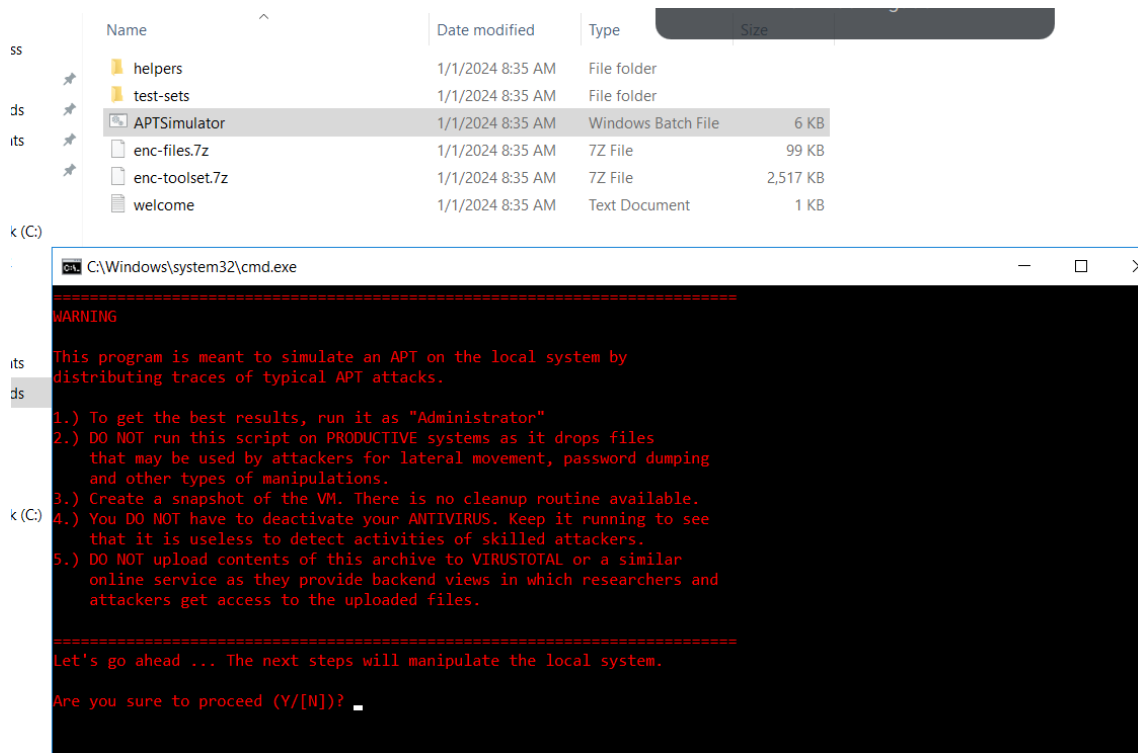 Name Date modified Type Size
ss
helpers 1/1/2024 8:35 AM File folder
test-sets 1/1/2024 8:35 AM File folder
ds
APTSimulator 1/1/2024 8:35 AM Windows Batch File 6 KB
nts
enc-files.7z 1/1/2024 8:35 AM 7Z File 99 KB
enc-toolset.7z 1/1/2024 8:35 AM 7Z File 2,517 KB
welcome 1/1/2024 8:35 AM Text Document 1 KB
k (C:)
C:\Windows\system32\cmd.exe
===========================================================================
WARNING
This program is meant to simulate an APT on the local system by
nts
distributing traces of typical APT attacks.
ds
1.) To get the best results, run it as "Administrator"
2.) DO NOT run this script on PRODUCTIVE systems as it drops files
that may be used by attackers for lateral movement, password dumping
and other types of manipulations.
3.) Create a snapshot of the VM. There is no cleanup routine available.
k (C:)
4.) You DO NOT have to deactivate your ANTIVIRUS. Keep it running to see
that it is useless to detect activities of skilled attackers.
5.) DO NOT upload contents of this archive to VIRUSTOTAL or a similar
online service as they provide backend views in which researchers and
attackers get access to the uploaded files.
===========================================================================
Let's go ahead ... The next steps will manipulate the local system.
Are you sure to proceed (Y/[N])?